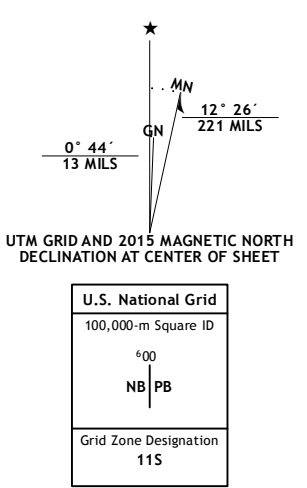 ★
MN
GN
12° 26´
221 MILS
0° 44´
13 MILS
UTM GRID AND 2015 MAGNETIC NORTH
DECLINATION AT CENTER OF SHEET
U.S. National Grid
100,000-m Square ID
⁶00
NB PB
Grid Zone Designation
11S